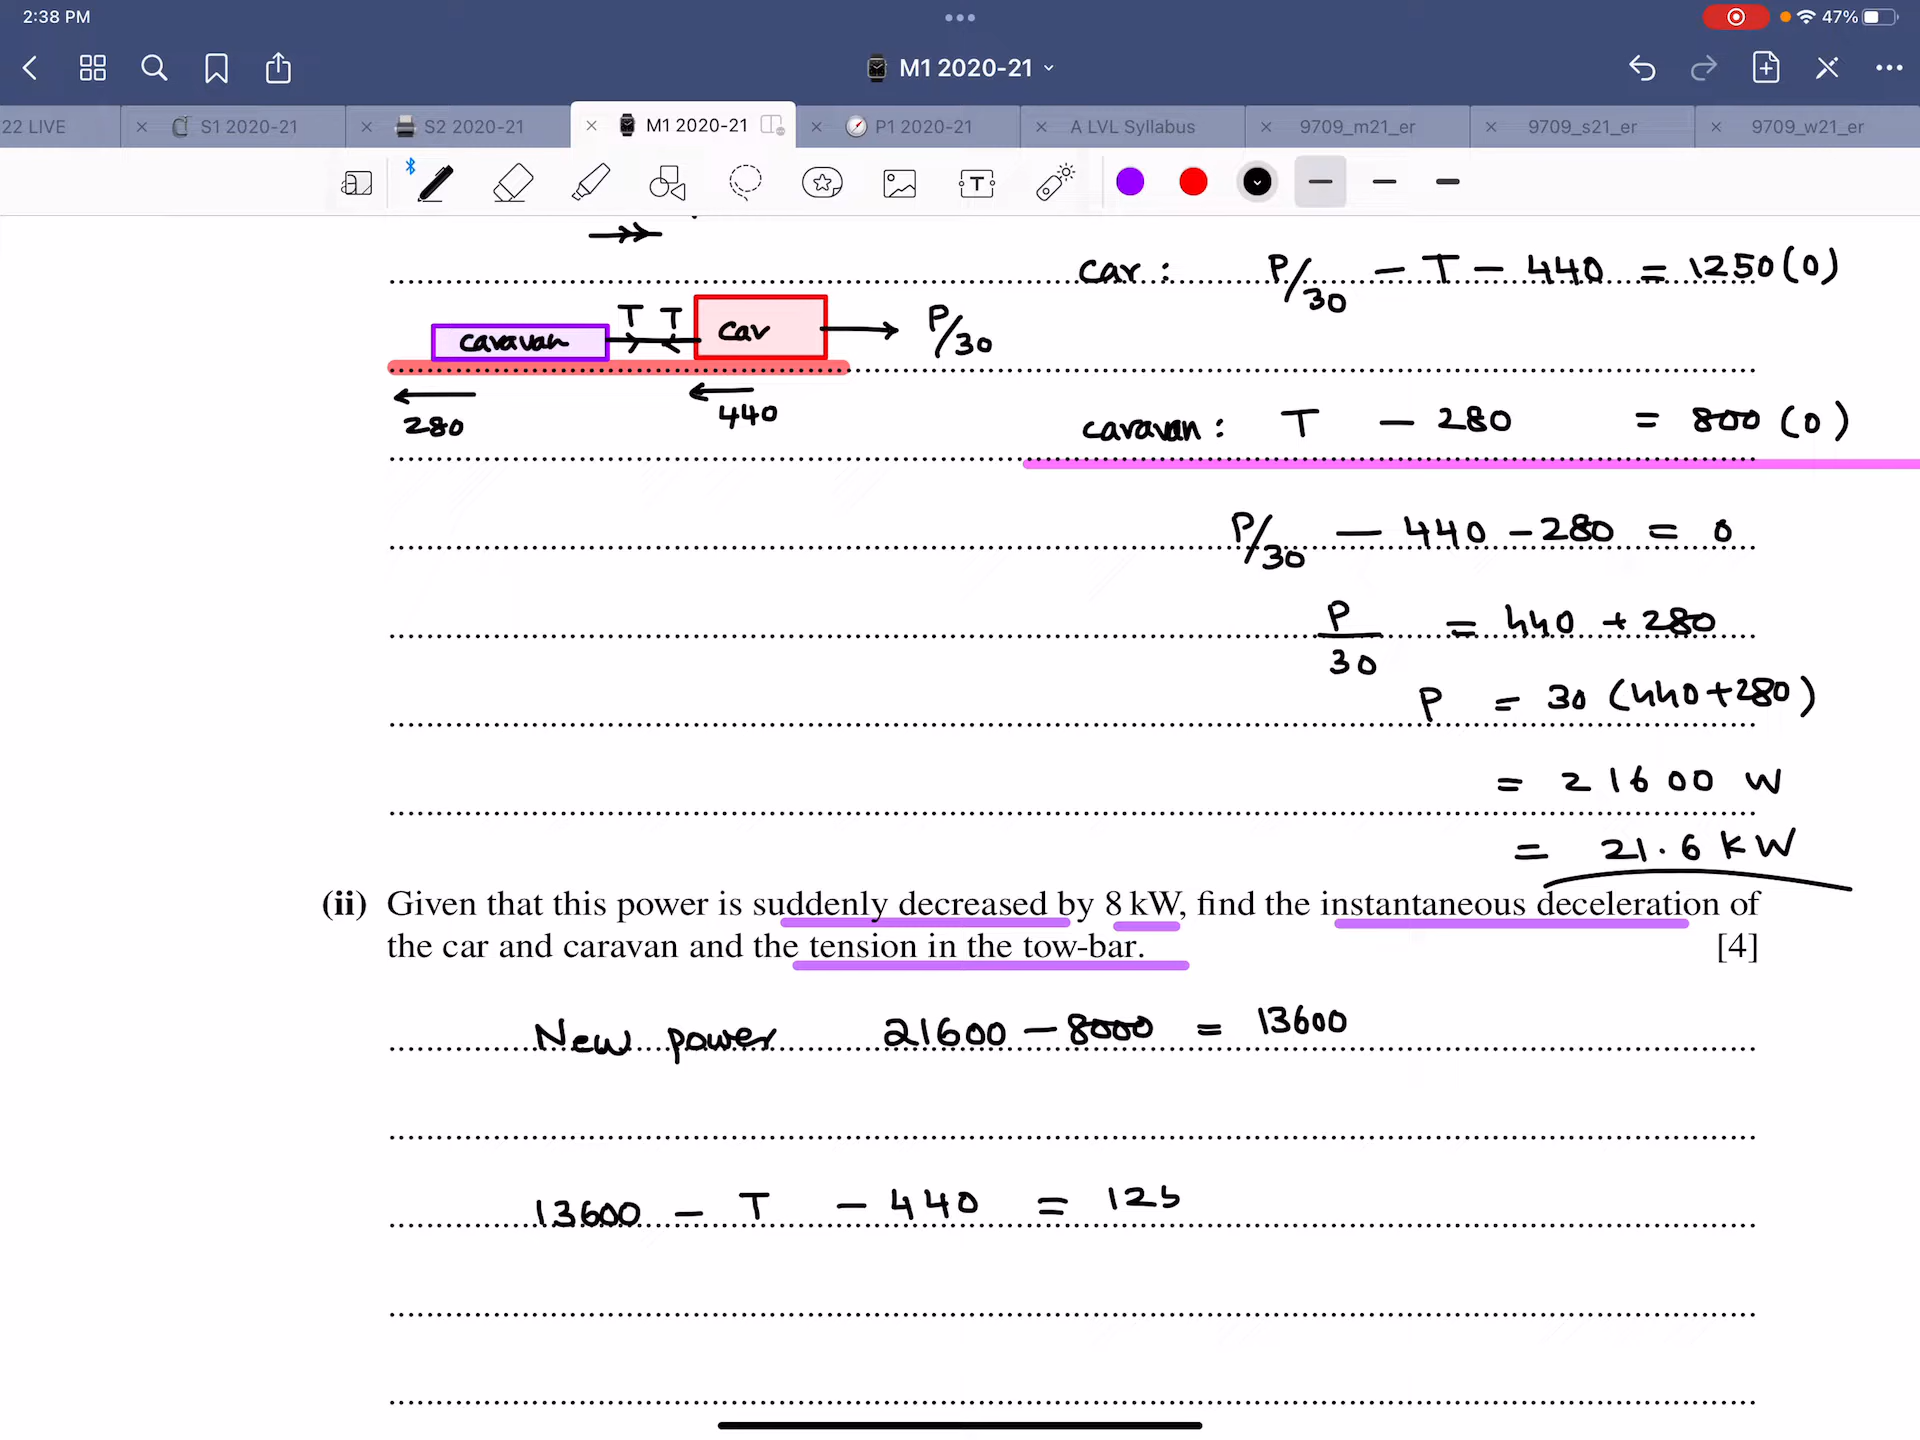 2:38 PM
47%
M1 2020-21
22 LIVE
S1 2020-21
S2 2020-21
M1 2020-21
P1 2020-21
A LVL Syllabus
9709_m21_er
9709_s21_er
9709_w21_er
car : P/30 - T - 440 = 1250(0)
T T
caravan
car
P/30
280
440
caravan : T - 280 = 800 (0)
P/30 - 440 - 280 = 0
P/30 = 440 + 280
P = 30 (440+280)
= 21600 W
= 21.6 kW
(ii) Given that this power is suddenly decreased by 8 kW, find the instantaneous deceleration of
the car and caravan and the tension in the tow-bar. [4]
New power 21600 - 8000 = 13600
13600 - T - 440 = 125